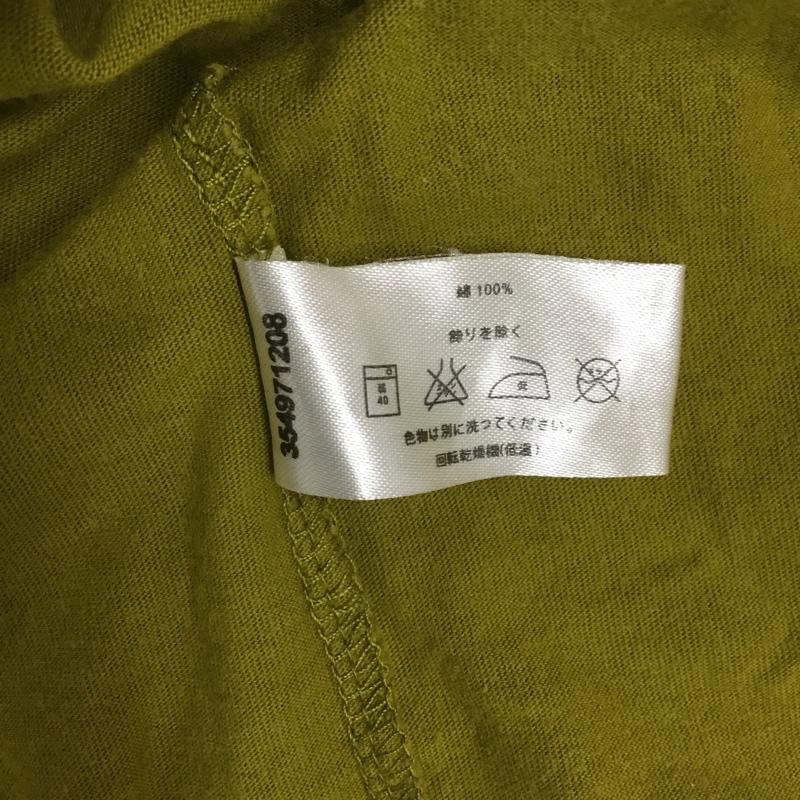 綿 100%
飾りを除く
弱
40
色物は別に洗ってください。
回転乾燥機(低温)
354971208